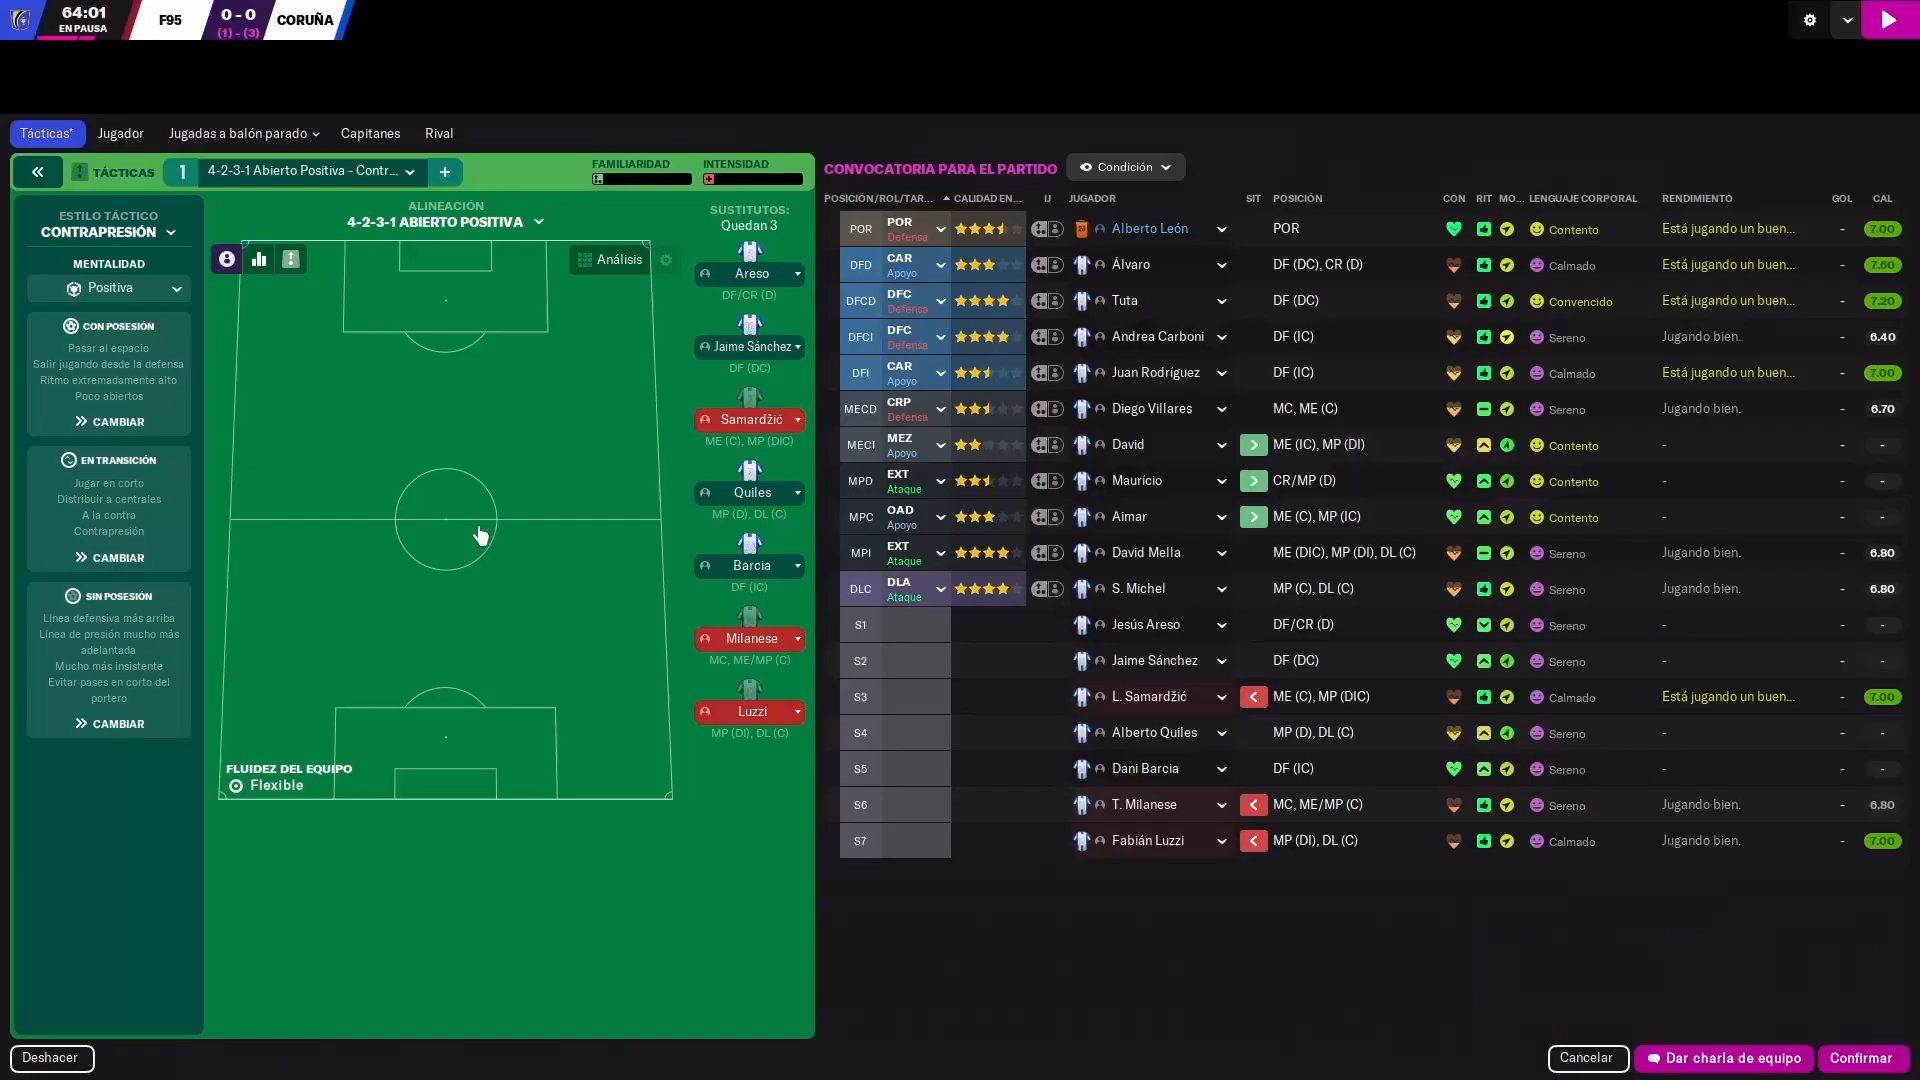 64:01
EN PAUSA
F95
0 - 0
(1) - (3)
CORUÑA
Tácticas*
Jugador
Jugadas a balón parado
Capitanes
Rival
TÁCTICAS
1
4-2-3-1 Abierto Positiva - Contr...
FAMILIARIDAD
INTENSIDAD
ESTILO TÁCTICO
CONTRAPRESIÓN
MENTALIDAD
Positiva
CON POSESIÓN
Pasar al espacio
Salir jugando desde la defensa
Ritmo extremadamente alto
Poco abiertos
CAMBIAR
EN TRANSICIÓN
Jugar en corto
Distribuir a centrales
A la contra
Contrapresión
CAMBIAR
SIN POSESIÓN
Línea defensiva más arriba
Línea de presión mucho más
adelantada
Mucho más insistente
Evitar pases en corto del
portero
CAMBIAR
ALINEACIÓN
4-2-3-1 ABIERTO POSITIVA
Análisis
FLUIDEZ DEL EQUIPO
Flexible
SUSTITUTOS:
Quedan 3
Areso
DF/CR (D)
Jaime Sánchez
DF (DC)
Samardžić
ME (C), MP (DIC)
Quiles
MP (D), DL (C)
Barcia
DF (IC)
Milanese
MC, ME/MP (C)
Luzzi
MP (DI), DL (C)
CONVOCATORIA PARA EL PARTIDO
Condición
POSICIÓN/ROL/TAR... CALIDAD EN... IJ JUGADOR SIT POSICIÓN CON RIT MO... LENGUAJE CORPORAL RENDIMIENTO GOL CAL
POR POR Defensa Alberto León POR Contento Está jugando un buen... - 7.00
DFD CAR Apoyo Álvaro DF (DC), CR (D) Calmado Está jugando un buen... - 7.60
DFCD DFC Defensa Tuta DF (DC) Convencido Está jugando un buen... - 7.20
DFCI DFC Defensa Andrea Carboni DF (IC) Sereno Jugando bien. - 6.40
DFI CAR Apoyo Juan Rodríguez DF (IC) Calmado Está jugando un buen... - 7.00
MECD CRP Defensa Diego Villares MC, ME (C) Sereno Jugando bien. - 6.70
MECI MEZ Apoyo David ME (IC), MP (DI) Contento - - -
MPD EXT Ataque Maurício CR/MP (D) Contento - - -
MPC OAD Apoyo Aimar ME (C), MP (IC) Contento - - -
MPI EXT Ataque David Mella ME (DIC), MP (DI), DL (C) Sereno Jugando bien. - 6.80
DLC DLA Ataque S. Michel MP (C), DL (C) Sereno Jugando bien. - 6.80
S1 Jesús Areso DF/CR (D) Sereno - - -
S2 Jaime Sánchez DF (DC) Sereno - - -
S3 L. Samardžić ME (C), MP (DIC) Calmado Está jugando un buen... - 7.00
S4 Alberto Quiles MP (D), DL (C) Sereno - - -
S5 Dani Barcia DF (IC) Sereno - - -
S6 T. Milanese MC, ME/MP (C) Sereno Jugando bien. - 6.80
S7 Fabián Luzzi MP (DI), DL (C) Calmado Jugando bien. - 7.00
Deshacer
Cancelar
Dar charla de equipo
Confirmar